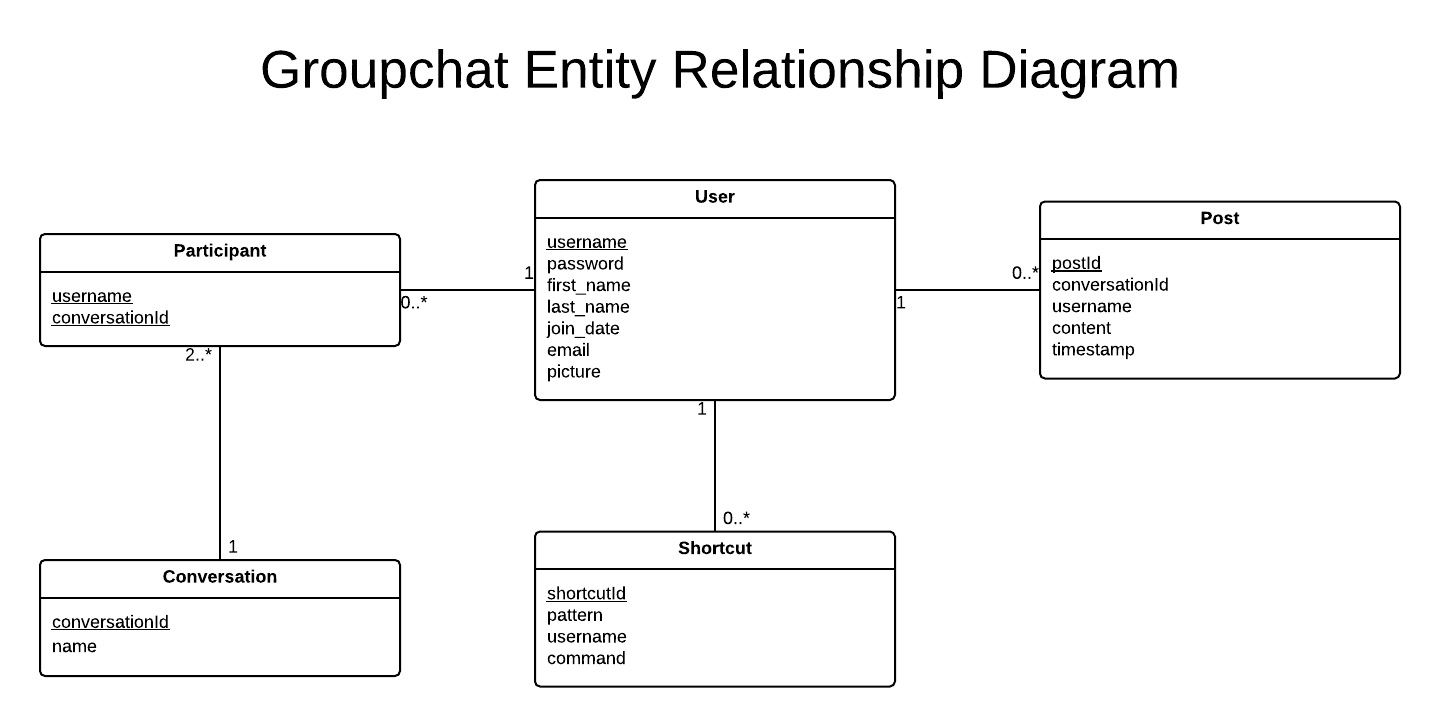 Groupchat Entity Relationship Diagram
Participant
username
conversationId
0..*
1
2..*
1
Conversation
conversationId
name
User
username
password
first_name
last_name
join_date
email
picture
1
0..*
1
0..*
Shortcut
shortcutId
pattern
username
command
Post
postId
conversationId
username
content
timestamp